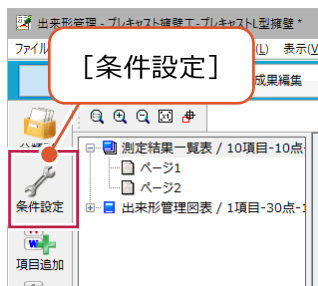 出来形管理 - プレキャスト擁壁工-プレキャストL型擁壁 *
ファイル
(L) 表示(V
[条件設定]
成果編集
測定結果一覧表 / 10項目-10点-
ページ1
ページ2
出来形管理図表 / 1項目-30点-1
条件設定
項目追加